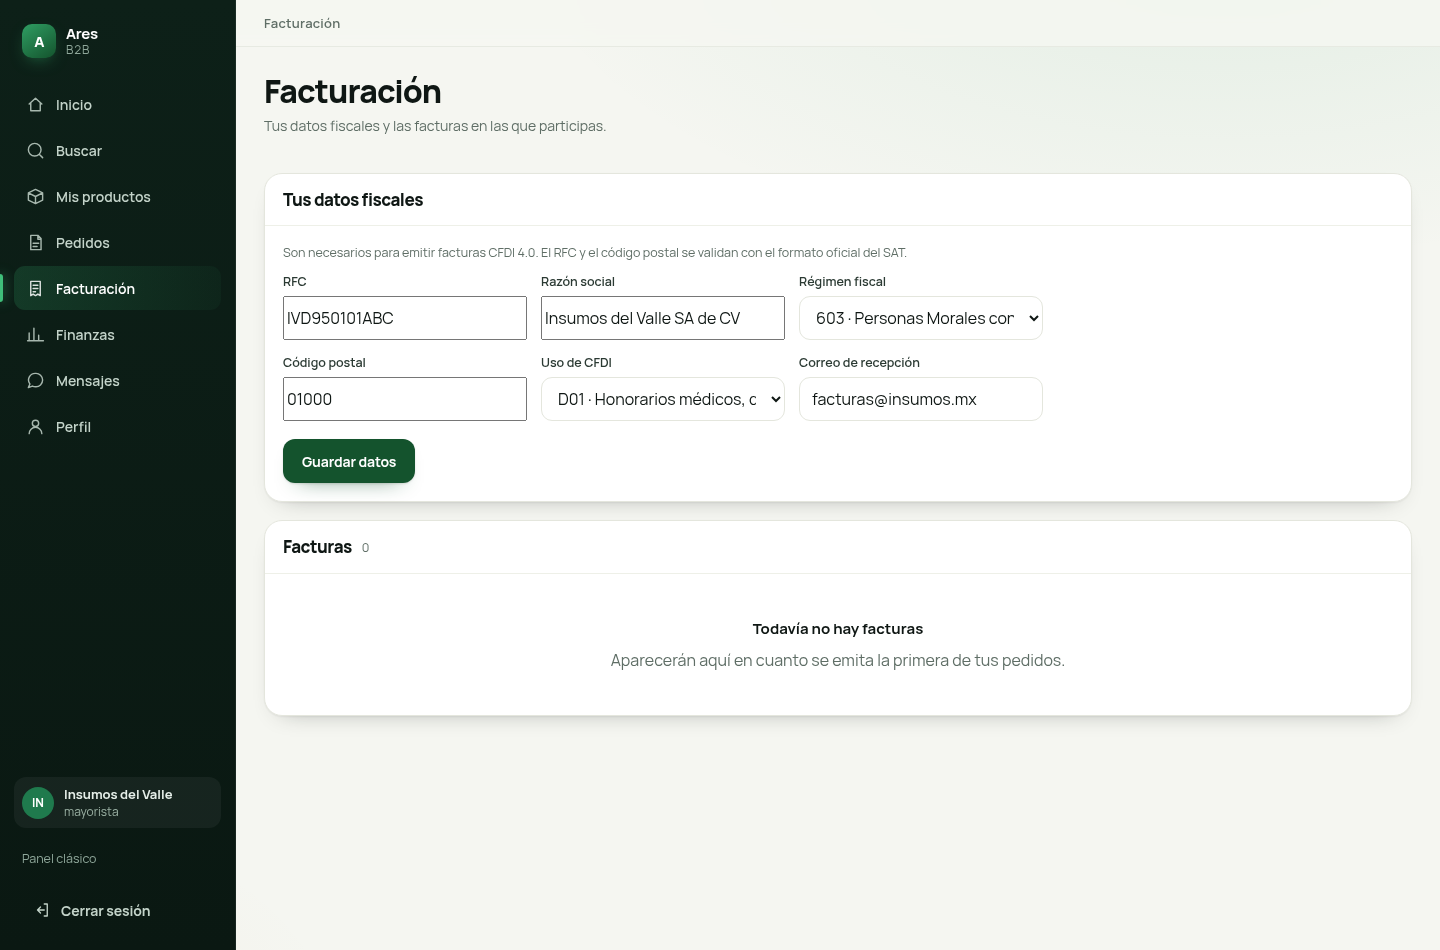 A
Ares
B2B
Inicio
Buscar
Mis productos
Pedidos
Facturación
Finanzas
Mensajes
Perfil
IN
Insumos del Valle
mayorista
Panel clásico
Cerrar sesión
Facturación
Facturación
Tus datos fiscales y las facturas en las que participas.
Tus datos fiscales
Son necesarios para emitir facturas CFDI 4.0. El RFC y el código postal se validan con el formato oficial del SAT.
RFC Razón social Régimen fiscal
IVD950101ABC Insumos del Valle SA de CV 603 · Personas Morales con
Código postal Uso de CFDI Correo de recepción
01000 D01 · Honorarios médicos, facturas@insumos.mx
Guardar datos
Facturas 0
Todavía no hay facturas
Aparecerán aquí en cuanto se emita la primera de tus pedidos.